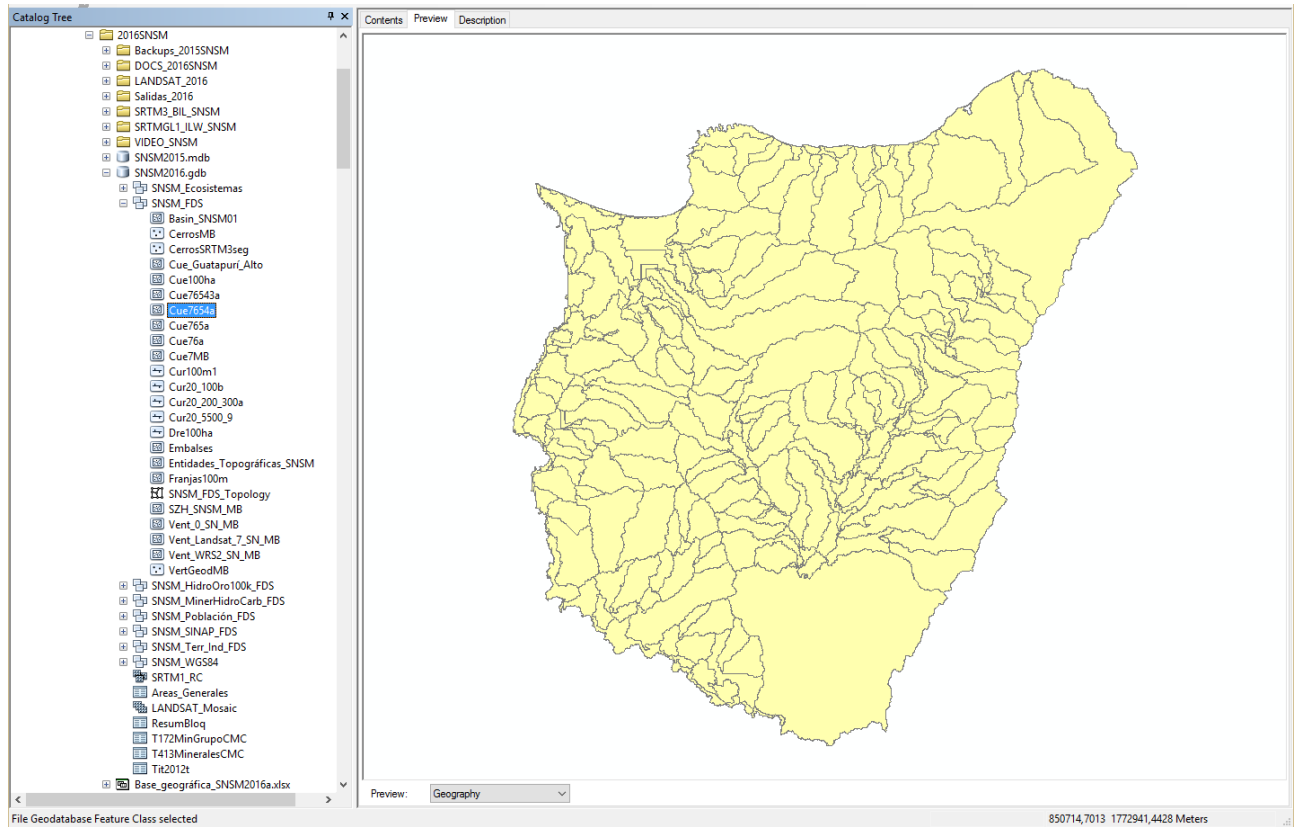 Catalog Tree
Contents Preview Description
2016SNSM
Backups_2015SNSM
DOCS_2016SNSM
LANDSAT_2016
Salidas_2016
SRTM3_BIL_SNSM
SRTMGL1_ILW_SNSM
VIDEO_SNSM
SNSM2015.mdb
SNSM2016.gdb
SNSM_Ecosistemas
SNSM_FDS
Basin_SNSM01
CerrosMB
CerrosSRTM3seg
Cue_Guatapurí_Alto
Cue100ha
Cue76543a
Cue7654a
Cue765a
Cue76a
Cue7MB
Cur100m1
Cur20_100b
Cur20_200_300a
Cur20_5500_9
Dre100ha
Embalses
Entidades_Topográficas_SNSM
Franjas100m
SNSM_FDS_Topology
SZH_SNSM_MB
Vent_0_SN_MB
Vent_Landsat_7_SN_MB
Vent_WRS2_SN_MB
VertGeodMB
SNSM_HidroOro100k_FDS
SNSM_MinerHidroCarb_FDS
SNSM_Población_FDS
SNSM_SINAP_FDS
SNSM_Terr_Ind_FDS
SNSM_WGS84
SRTM1_RC
Areas_Generales
LANDSAT_Mosaic
ResumBloq
T172MinGrupoCMC
T413MineralesCMC
Tit2012t
Base_geográfica_SNSM2016a.xlsx
Preview: Geography
File Geodatabase Feature Class selected
850714,7013 1772941,4428 Meters